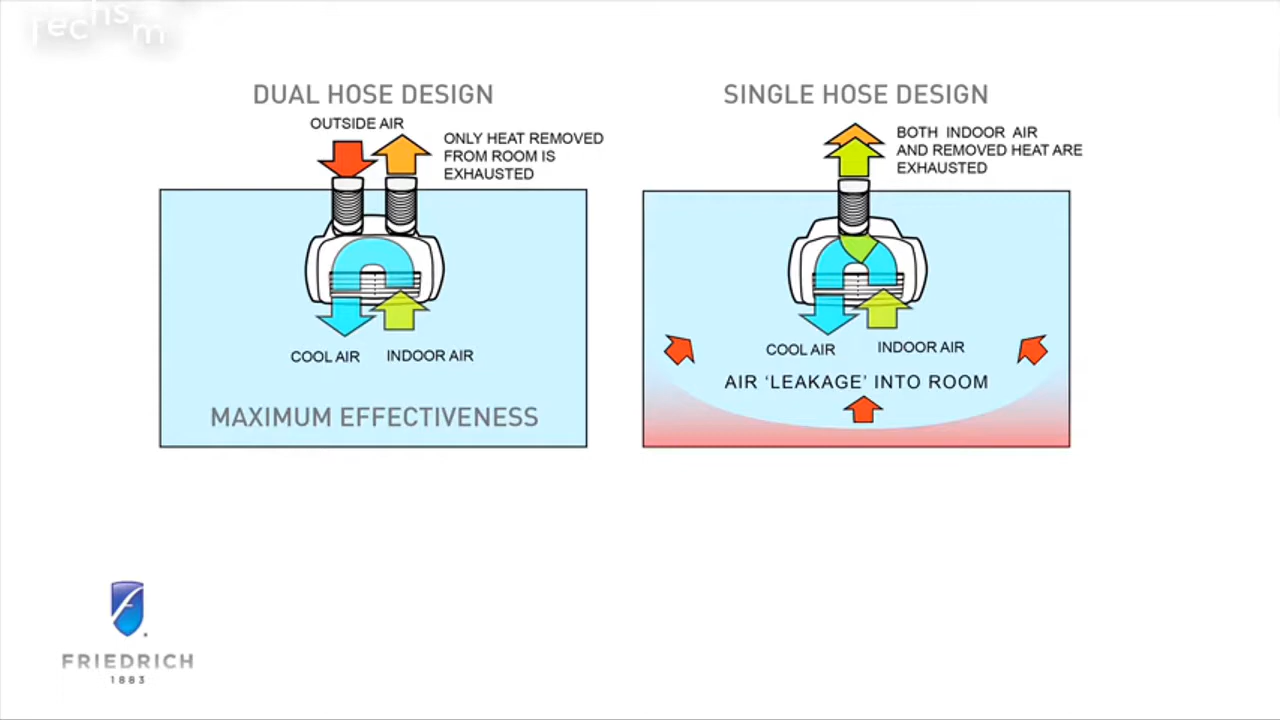 DUAL HOSE DESIGN
OUTSIDE AIR
ONLY HEAT REMOVED
FROM ROOM IS
EXHAUSTED
COOL AIR
INDOOR AIR
MAXIMUM EFFECTIVENESS
SINGLE HOSE DESIGN
BOTH INDOOR AIR
AND REMOVED HEAT ARE
EXHAUSTED
COOL AIR
INDOOR AIR
AIR ‘LEAKAGE’ INTO ROOM
FRIEDRICH
1883